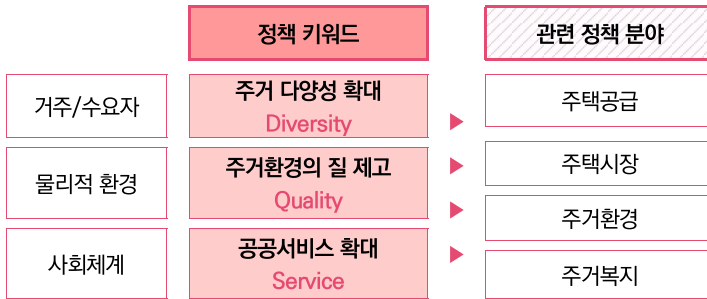 정책 키워드
관련 정책 분야
거주/수요자
주거 다양성 확대
Diversity
물리적 환경
주거환경의 질 제고
Quality
사회체계
공공서비스 확대
Service
주택공급
주택시장
주거환경
주거복지